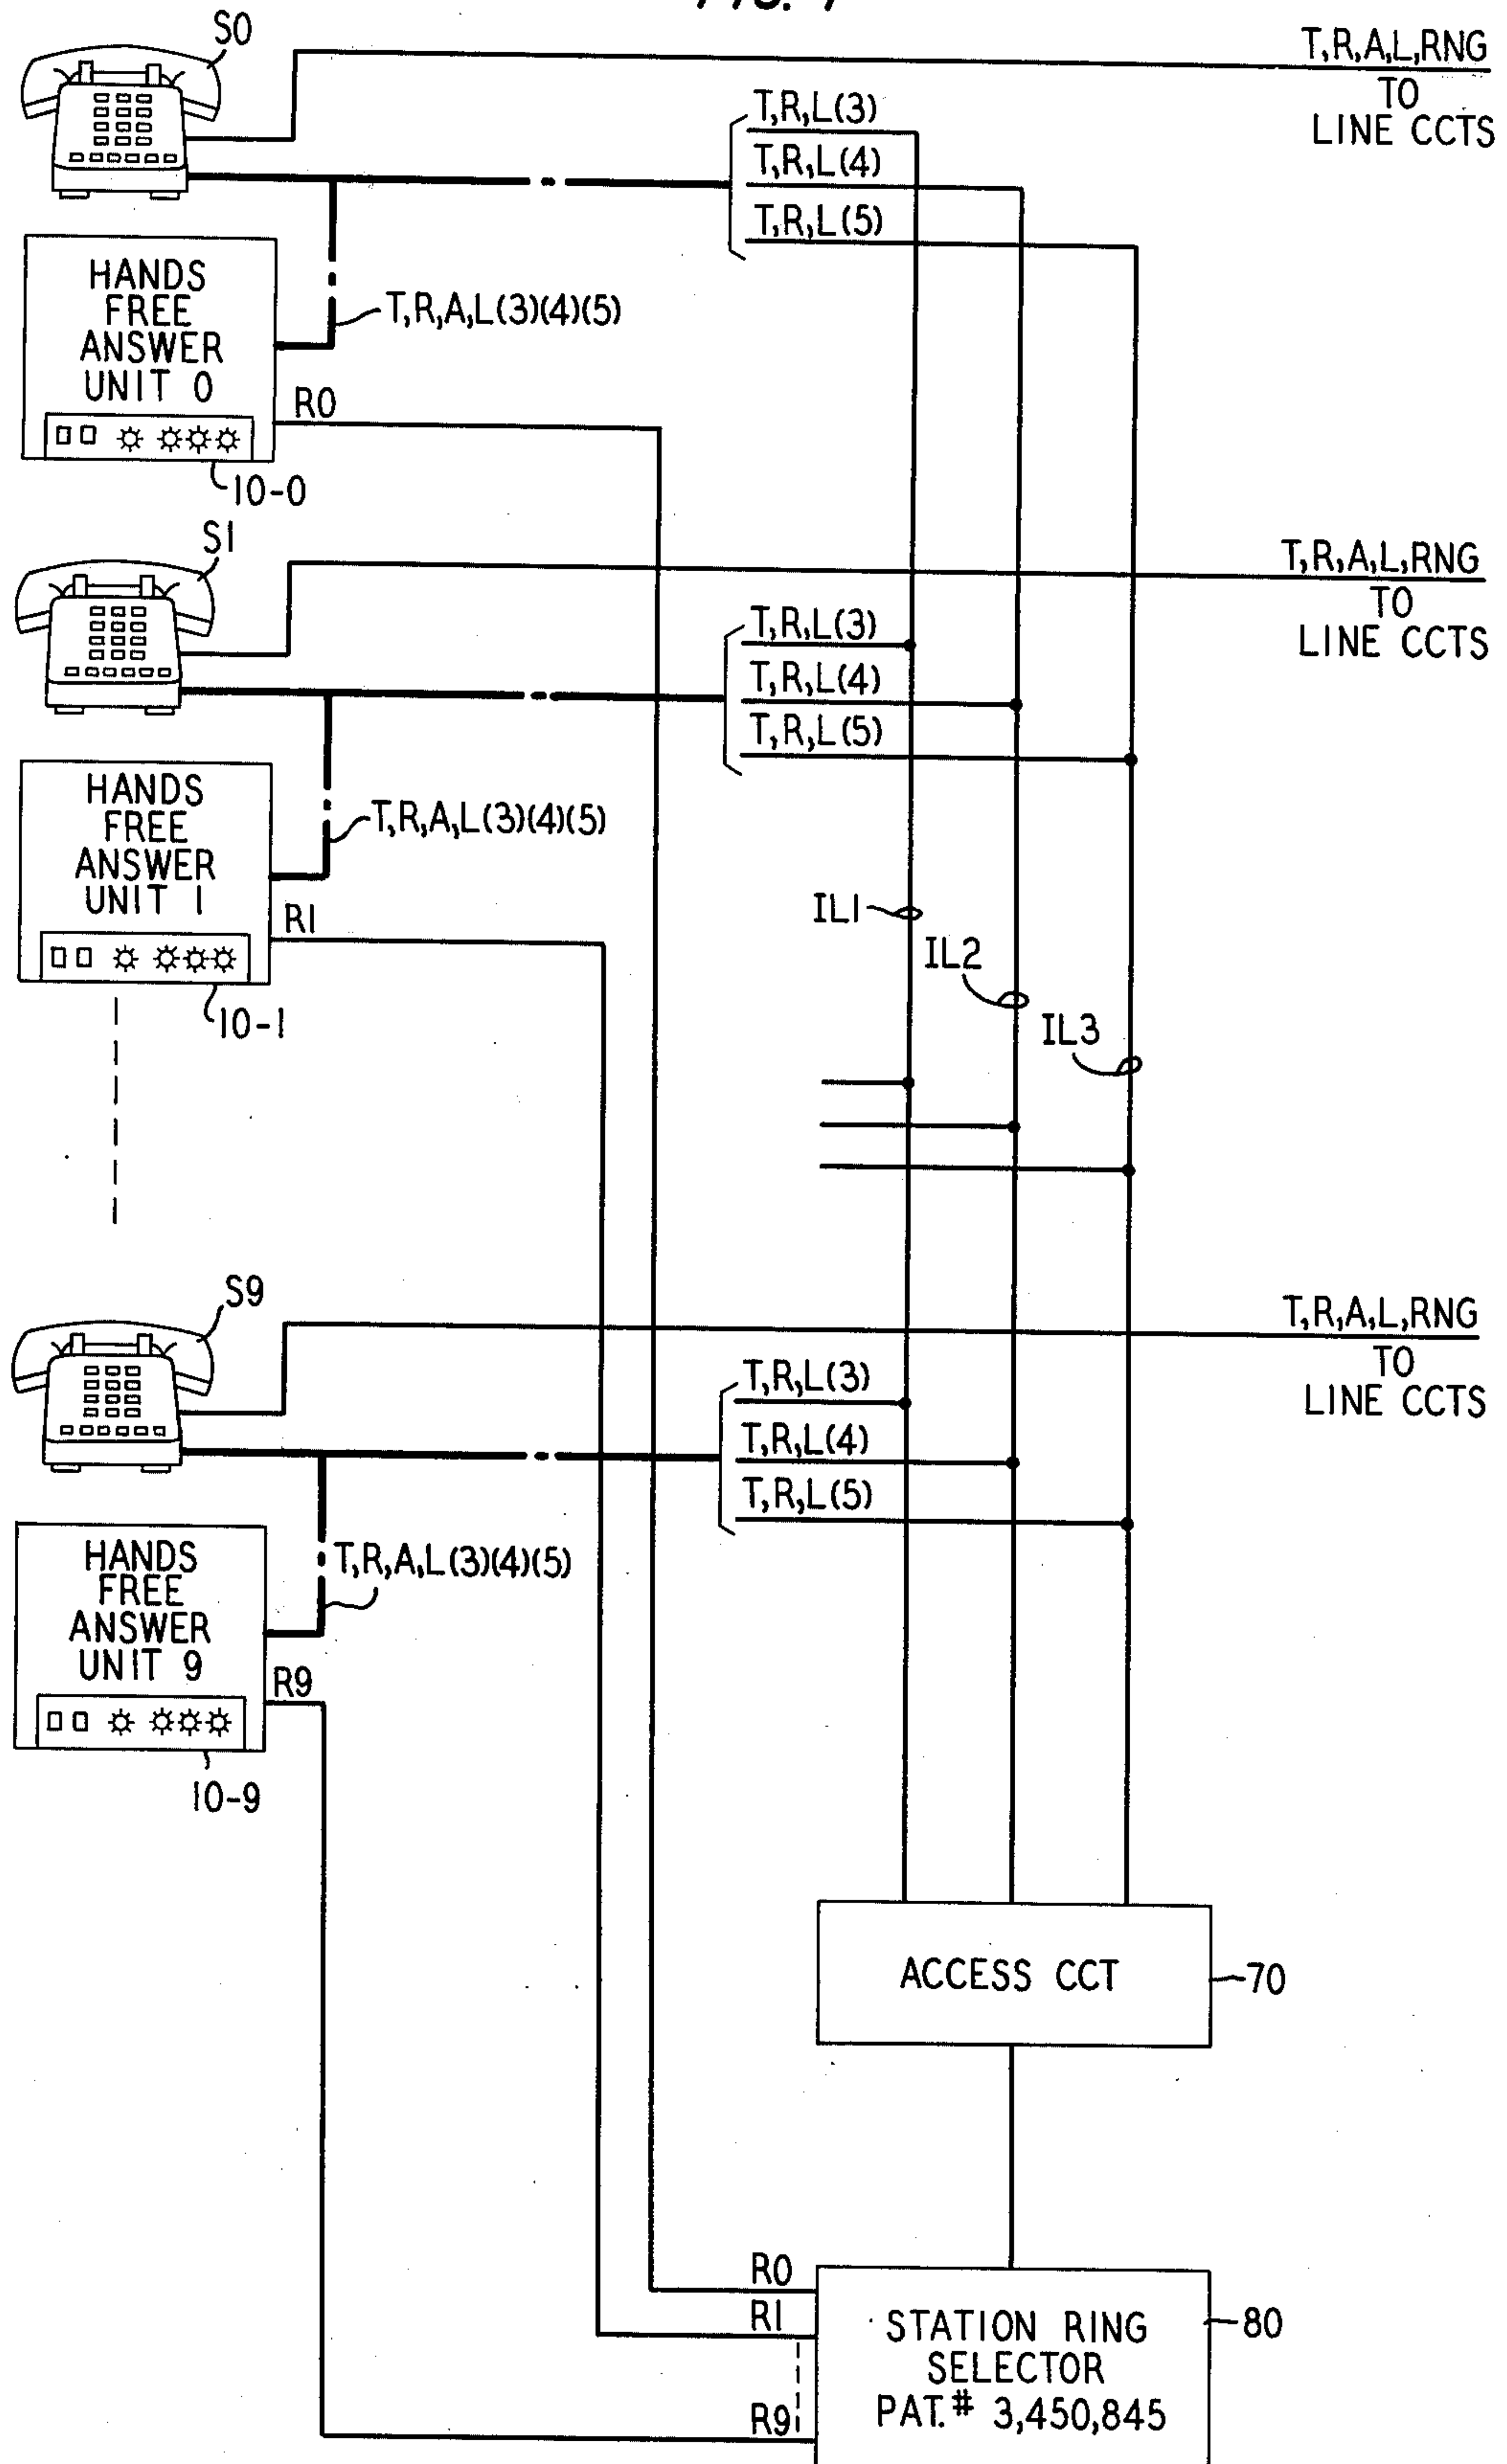 FIG. 1
S0
T,R,A,L,RNG
TO
LINE CCTS
T,R,L(3)
T,R,L(4)
T,R,L(5)
HANDS
FREE
ANSWER
UNIT 0
T,R,A,L(3)(4)(5)
R0
10-0
S1
T,R,A,L,RNG
TO
LINE CCTS
T,R,L(3)
T,R,L(4)
T,R,L(5)
HANDS
FREE
ANSWER
UNIT 1
T,R,A,L(3)(4)(5)
R1
10-1
IL1
IL2
IL3
S9
T,R,A,L,RNG
TO
LINE CCTS
T,R,L(3)
T,R,L(4)
T,R,L(5)
HANDS
FREE
ANSWER
UNIT 9
T,R,A,L(3)(4)(5)
R9
10-9
ACCESS CCT
70
R0
R1
R9
STATION RING
SELECTOR
PAT.# 3,450,845
80